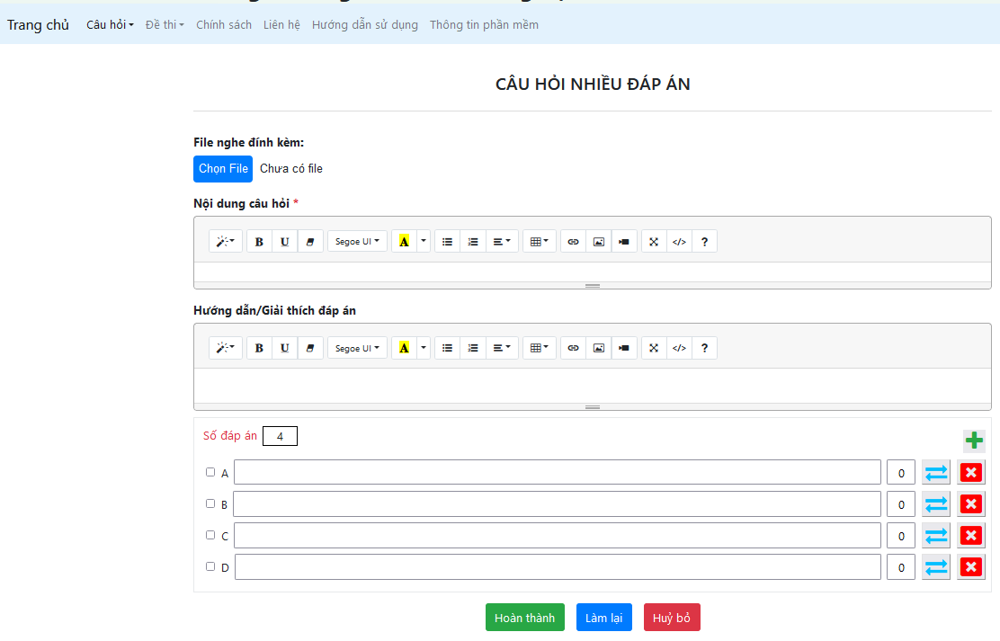 Trang chủ Câu hỏi Đề thi Chính sách Liên hệ Hướng dẫn sử dụng Thông tin phần mềm
CÂU HỎI NHIỀU ĐÁP ÁN
File nghe đính kèm:
Chọn File Chưa có file
Nội dung câu hỏi *
B U Segoe UI A </> ?
Hướng dẫn/Giải thích đáp án
B U Segoe UI A </> ?
Số đáp án 4
A 0
B 0
C 0
D 0
Hoàn thành Làm lại Huỷ bỏ